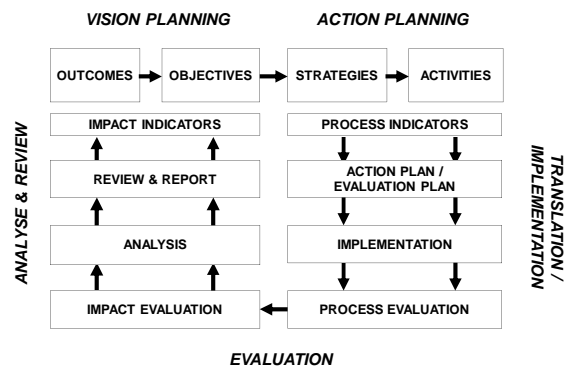 VISION PLANNING
ACTION PLANNING
OUTCOMES
OBJECTIVES
STRATEGIES
ACTIVITIES
IMPACT INDICATORS
PROCESS INDICATORS
REVIEW & REPORT
ACTION PLAN /
EVALUATION PLAN
ANALYSIS
IMPLEMENTATION
IMPACT EVALUATION
PROCESS EVALUATION
ANALYSE & REVIEW
TRANSLATION /
IMPLEMENTATION
EVALUATION